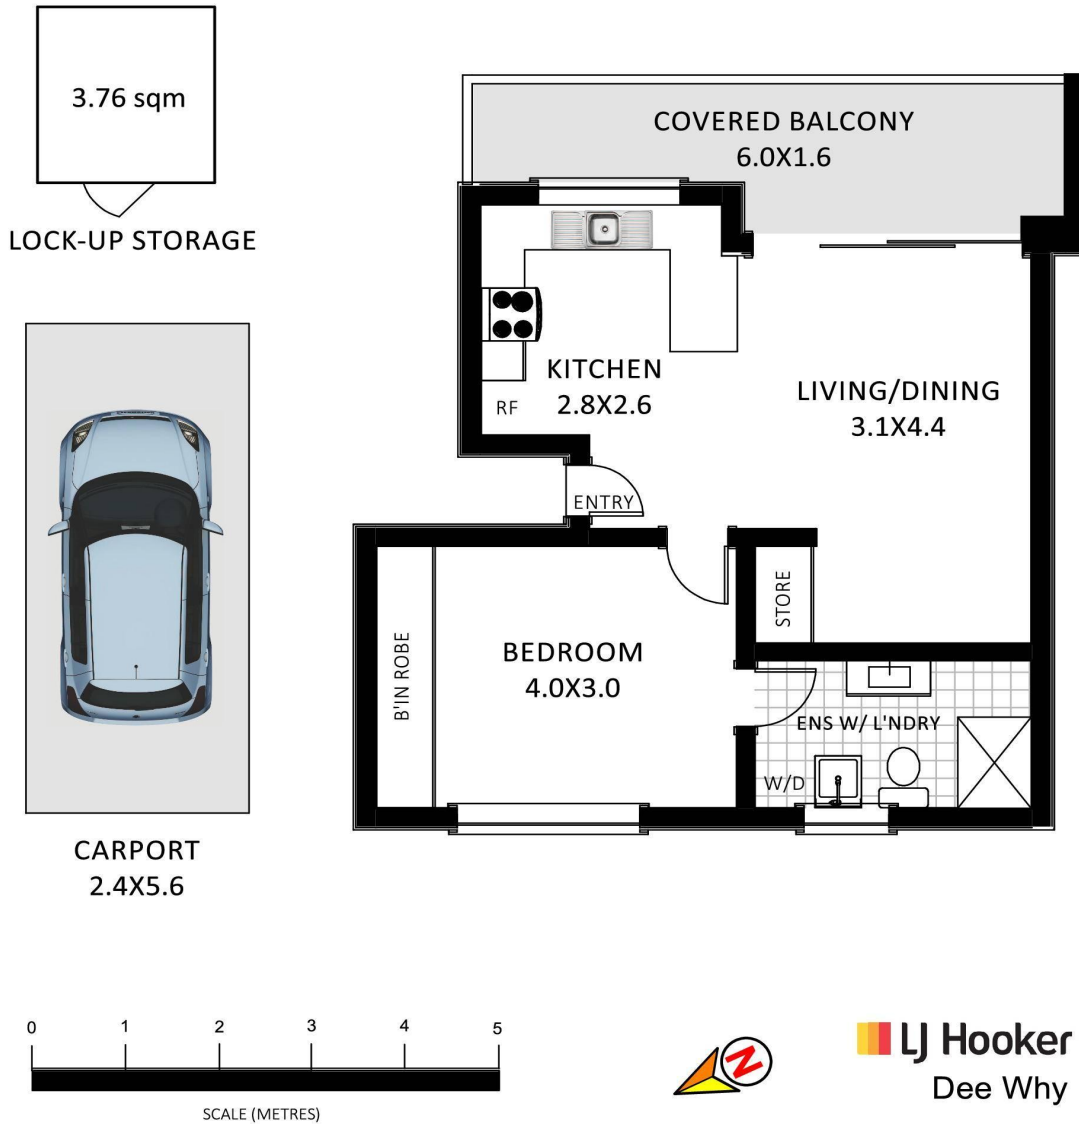 3.76 sqm
LOCK-UP STORAGE
COVERED BALCONY
6.0X1.6
KITCHEN
2.8X2.6
RF
LIVING/DINING
3.1X4.4
ENTRY
STORE
B'IN ROBE
BEDROOM
4.0X3.0
ENS W/ L'NDRY
W/D
CARPORT
2.4X5.6
0 1 2 3 4 5
SCALE (METRES)
N
LJ Hooker
Dee Why